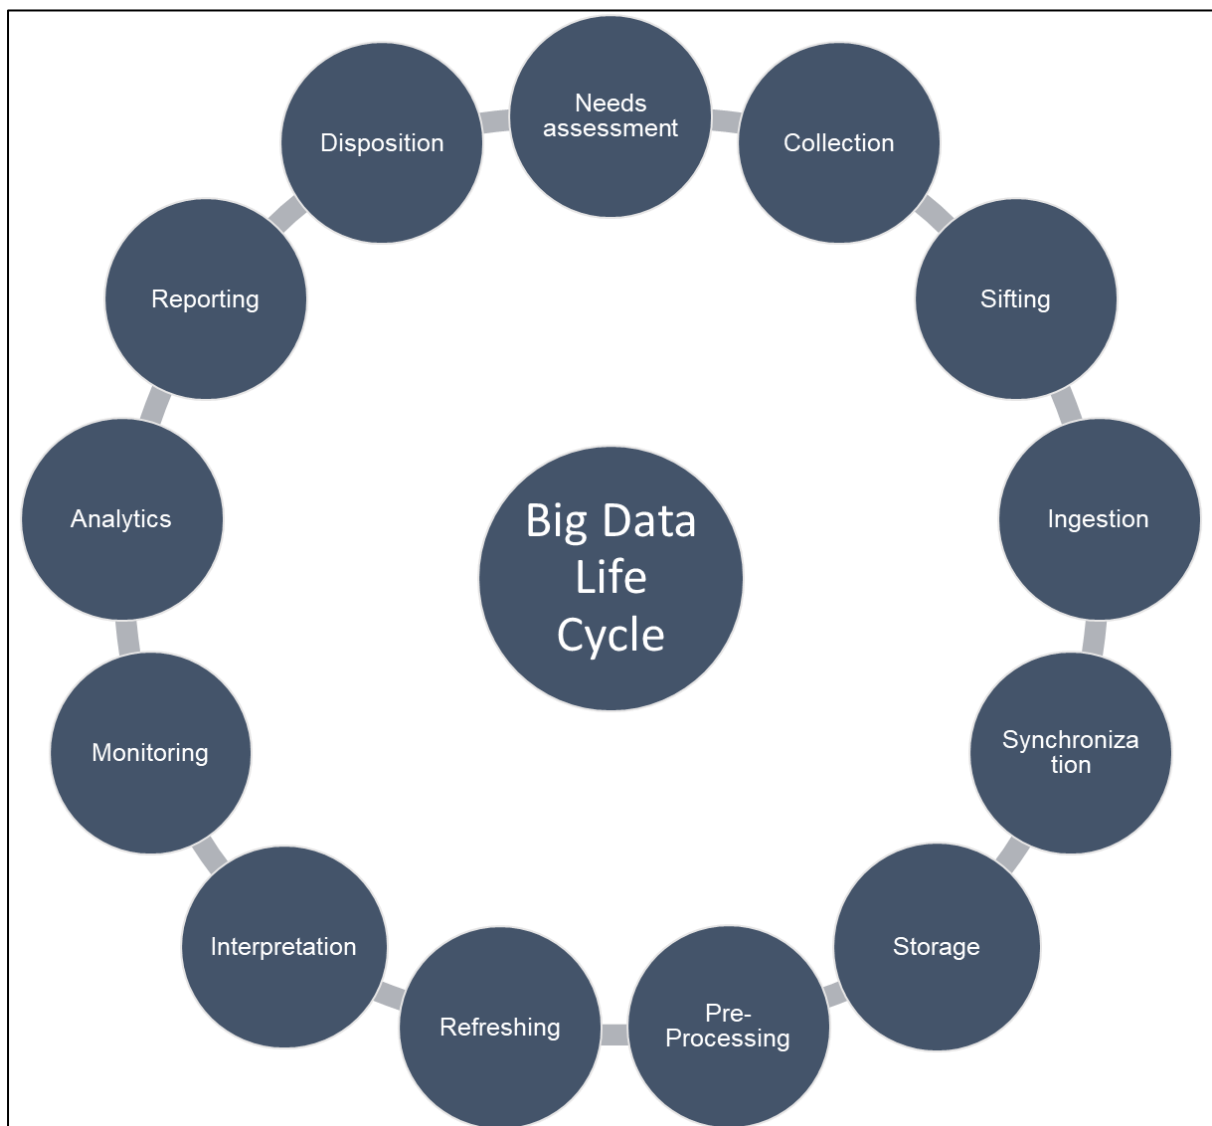 Needs
assessment
Collection
Sifting
Ingestion
Synchroniza
tion
Storage
Pre-
Processing
Refreshing
Interpretation
Monitoring
Analytics
Reporting
Disposition
Big Data
Life
Cycle